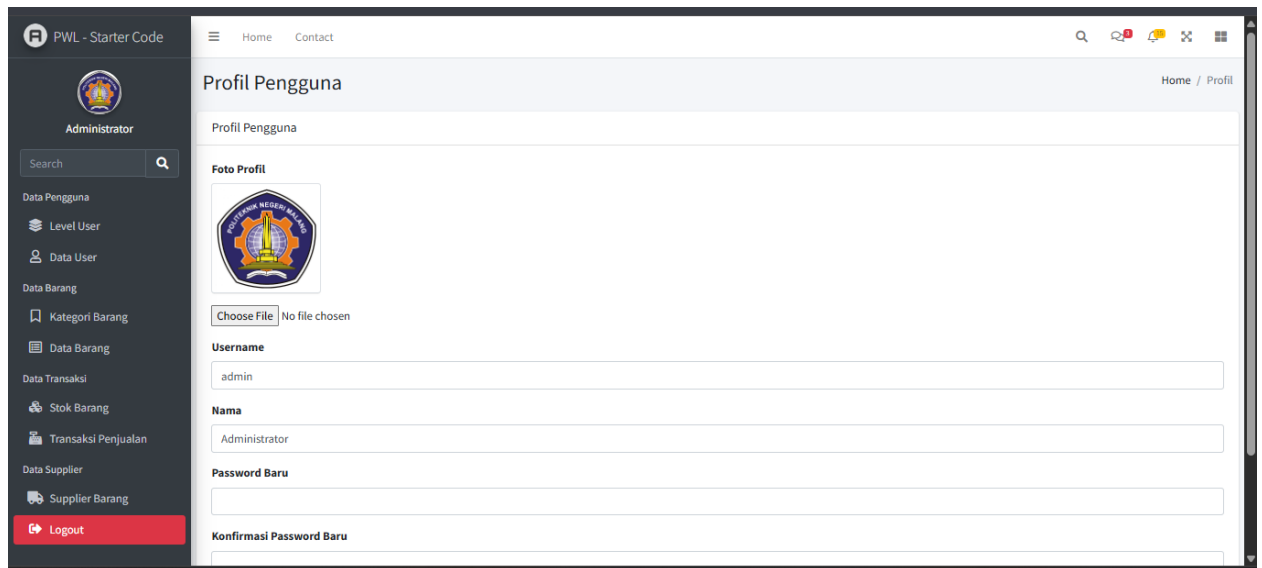 PWL - Starter Code
Home Contact
3
15
Administrator
Search
Data Pengguna
Level User
Data User
Data Barang
Kategori Barang
Data Barang
Data Transaksi
Stok Barang
Transaksi Penjualan
Data Supplier
Supplier Barang
Logout
Profil Pengguna
Home / Profil
Profil Pengguna
Foto Profil
POLITEKNIK NEGERI MALANG
Choose File No file chosen
Username
admin
Nama
Administrator
Password Baru
Konfirmasi Password Baru